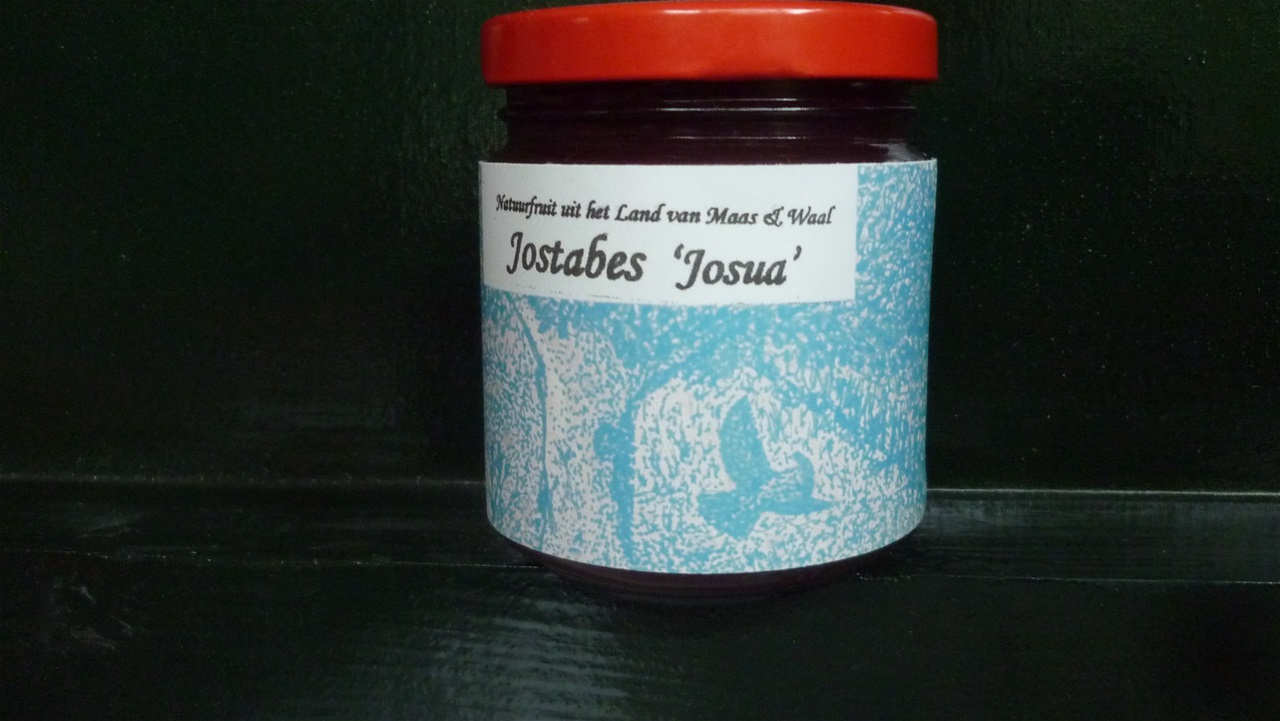 Natuurfruit uit het Land van Maas & Waal
Jostabes 'Josua'